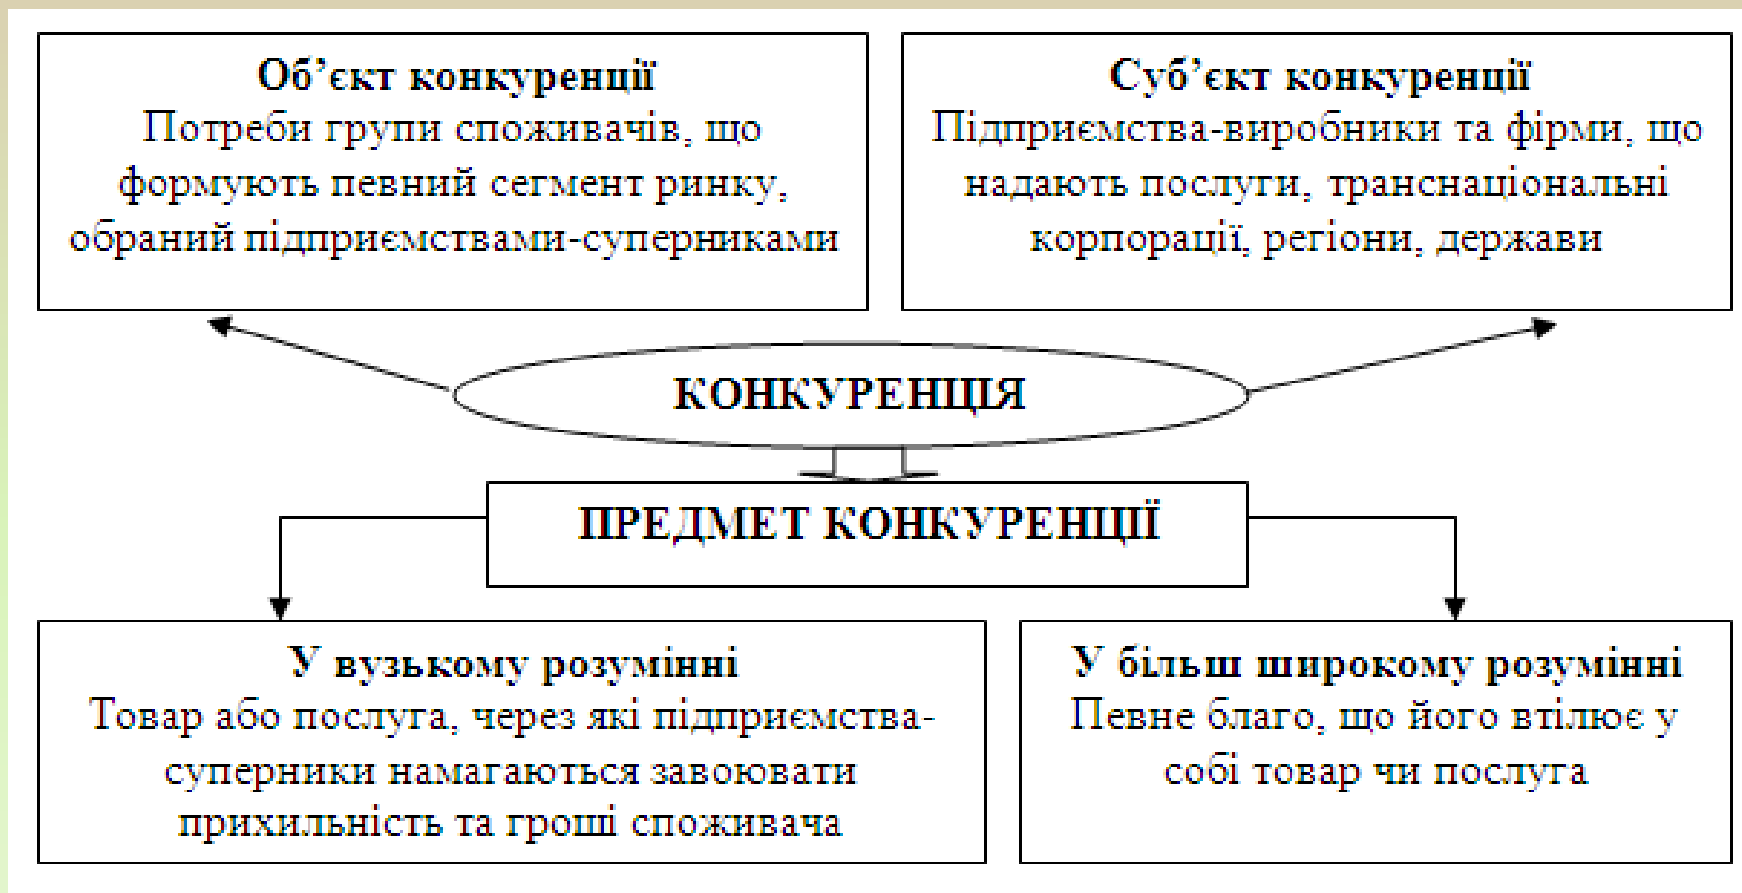 Об’єкт конкуренції
Потреби групи споживачів, що
формують певний сегмент ринку,
обраний підприємствами-суперниками
Суб’єкт конкуренції
Підприємства-виробники та фірми, що
надають послуги, транснаціональні
корпорації, регіони, держави
КОНКУРЕНЦІЯ
ПРЕДМЕТ КОНКУРЕНЦІЇ
У вузькому розумінні
Товар або послуга, через які підприємства-
суперники намагаються завоювати
прихильність та гроші споживача
У більш широкому розумінні
Певне благо, що його втілює у
собі товар чи послуга